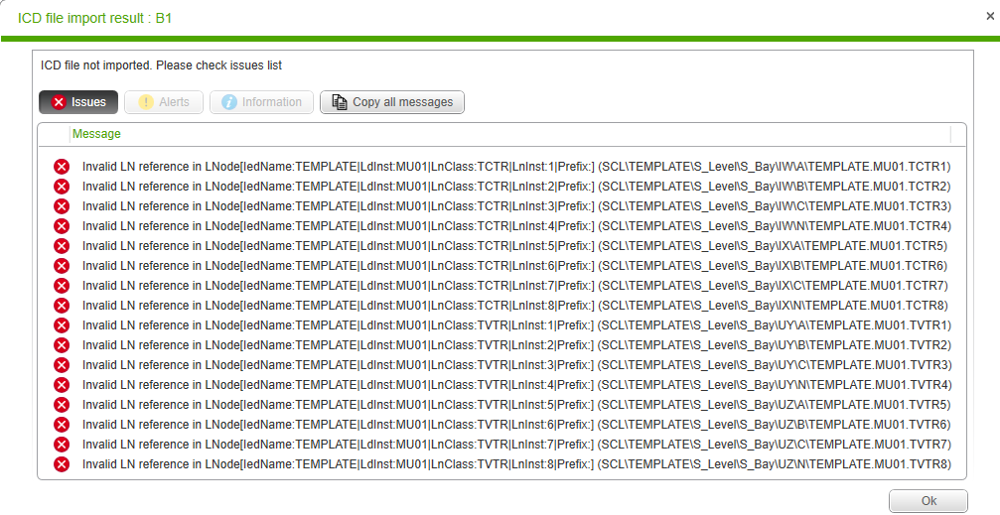 ICD file import result : B1
ICD file not imported. Please check issues list
Issues Alerts Information Copy all messages
Message
Invalid LN reference in LNode[IedName:TEMPLATE|LdInst:MU01|LnClass:TCTR|LnInst:1|Prefix:] (SCL\TEMPLATE\S_Level\S_Bay\IW\A\TEMPLATE.MU01.TCTR1)
Invalid LN reference in LNode[IedName:TEMPLATE|LdInst:MU01|LnClass:TCTR|LnInst:2|Prefix:] (SCL\TEMPLATE\S_Level\S_Bay\IW\B\TEMPLATE.MU01.TCTR2)
Invalid LN reference in LNode[IedName:TEMPLATE|LdInst:MU01|LnClass:TCTR|LnInst:3|Prefix:] (SCL\TEMPLATE\S_Level\S_Bay\IW\C\TEMPLATE.MU01.TCTR3)
Invalid LN reference in LNode[IedName:TEMPLATE|LdInst:MU01|LnClass:TCTR|LnInst:4|Prefix:] (SCL\TEMPLATE\S_Level\S_Bay\IW\N\TEMPLATE.MU01.TCTR4)
Invalid LN reference in LNode[IedName:TEMPLATE|LdInst:MU01|LnClass:TCTR|LnInst:5|Prefix:] (SCL\TEMPLATE\S_Level\S_Bay\IX\A\TEMPLATE.MU01.TCTR5)
Invalid LN reference in LNode[IedName:TEMPLATE|LdInst:MU01|LnClass:TCTR|LnInst:6|Prefix:] (SCL\TEMPLATE\S_Level\S_Bay\IX\B\TEMPLATE.MU01.TCTR6)
Invalid LN reference in LNode[IedName:TEMPLATE|LdInst:MU01|LnClass:TCTR|LnInst:7|Prefix:] (SCL\TEMPLATE\S_Level\S_Bay\IX\C\TEMPLATE.MU01.TCTR7)
Invalid LN reference in LNode[IedName:TEMPLATE|LdInst:MU01|LnClass:TCTR|LnInst:8|Prefix:] (SCL\TEMPLATE\S_Level\S_Bay\IX\N\TEMPLATE.MU01.TCTR8)
Invalid LN reference in LNode[IedName:TEMPLATE|LdInst:MU01|LnClass:TVTR|LnInst:1|Prefix:] (SCL\TEMPLATE\S_Level\S_Bay\UY\A\TEMPLATE.MU01.TVTR1)
Invalid LN reference in LNode[IedName:TEMPLATE|LdInst:MU01|LnClass:TVTR|LnInst:2|Prefix:] (SCL\TEMPLATE\S_Level\S_Bay\UY\B\TEMPLATE.MU01.TVTR2)
Invalid LN reference in LNode[IedName:TEMPLATE|LdInst:MU01|LnClass:TVTR|LnInst:3|Prefix:] (SCL\TEMPLATE\S_Level\S_Bay\UY\C\TEMPLATE.MU01.TVTR3)
Invalid LN reference in LNode[IedName:TEMPLATE|LdInst:MU01|LnClass:TVTR|LnInst:4|Prefix:] (SCL\TEMPLATE\S_Level\S_Bay\UY\N\TEMPLATE.MU01.TVTR4)
Invalid LN reference in LNode[IedName:TEMPLATE|LdInst:MU01|LnClass:TVTR|LnInst:5|Prefix:] (SCL\TEMPLATE\S_Level\S_Bay\UZ\A\TEMPLATE.MU01.TVTR5)
Invalid LN reference in LNode[IedName:TEMPLATE|LdInst:MU01|LnClass:TVTR|LnInst:6|Prefix:] (SCL\TEMPLATE\S_Level\S_Bay\UZ\B\TEMPLATE.MU01.TVTR6)
Invalid LN reference in LNode[IedName:TEMPLATE|LdInst:MU01|LnClass:TVTR|LnInst:7|Prefix:] (SCL\TEMPLATE\S_Level\S_Bay\UZ\C\TEMPLATE.MU01.TVTR7)
Invalid LN reference in LNode[IedName:TEMPLATE|LdInst:MU01|LnClass:TVTR|LnInst:8|Prefix:] (SCL\TEMPLATE\S_Level\S_Bay\UZ\N\TEMPLATE.MU01.TVTR8)
Ok